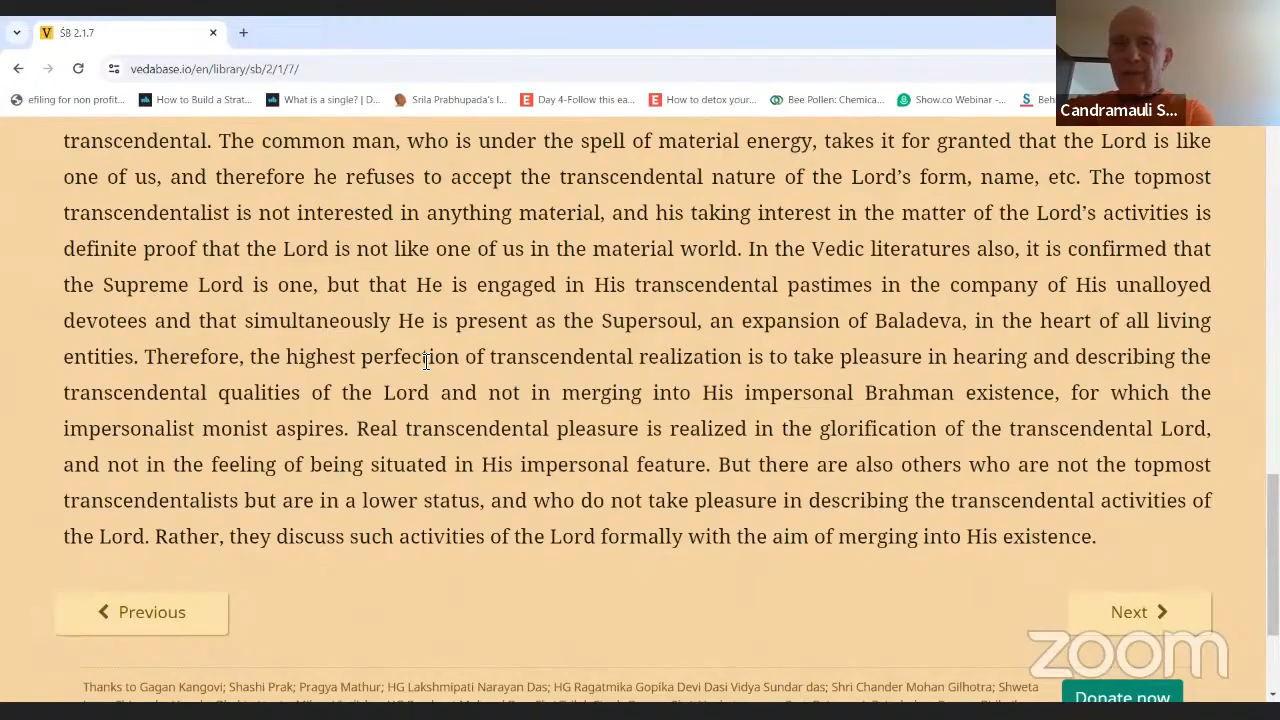 ŚB 2.1.7
vedabase.io/en/library/sb/2/1/7/
efiling for non profit...
How to Build a Strat...
What is a single? | D...
Srila Prabhupada's l...
Day 4-Follow this ea...
How to detox your...
Bee Pollen: Chemica...
Show.co Webinar -...
Beh
Candramauli S...
transcendental. The common man, who is under the spell of material energy, takes it for granted that the Lord is like
one of us, and therefore he refuses to accept the transcendental nature of the Lord's form, name, etc. The topmost
transcendentalist is not interested in anything material, and his taking interest in the matter of the Lord's activities is
definite proof that the Lord is not like one of us in the material world. In the Vedic literatures also, it is confirmed that
the Supreme Lord is one, but that He is engaged in His transcendental pastimes in the company of His unalloyed
devotees and that simultaneously He is present as the Supersoul, an expansion of Baladeva, in the heart of all living
entities. Therefore, the highest perfection of transcendental realization is to take pleasure in hearing and describing the
transcendental qualities of the Lord and not in merging into His impersonal Brahman existence, for which the
impersonalist monist aspires. Real transcendental pleasure is realized in the glorification of the transcendental Lord,
and not in the feeling of being situated in His impersonal feature. But there are also others who are not the topmost
transcendentalists but are in a lower status, and who do not take pleasure in describing the transcendental activities of
the Lord. Rather, they discuss such activities of the Lord formally with the aim of merging into His existence.
Previous
Next
zoom
Thanks to Gagan Kangovi; Shashi Prak; Pragya Mathur; HG Lakshmipati Narayan Das; HG Ragatmika Gopika Devi Dasi Vidya Sundar das; Shri Chander Mohan Gilhotra; Shweta
Donate now